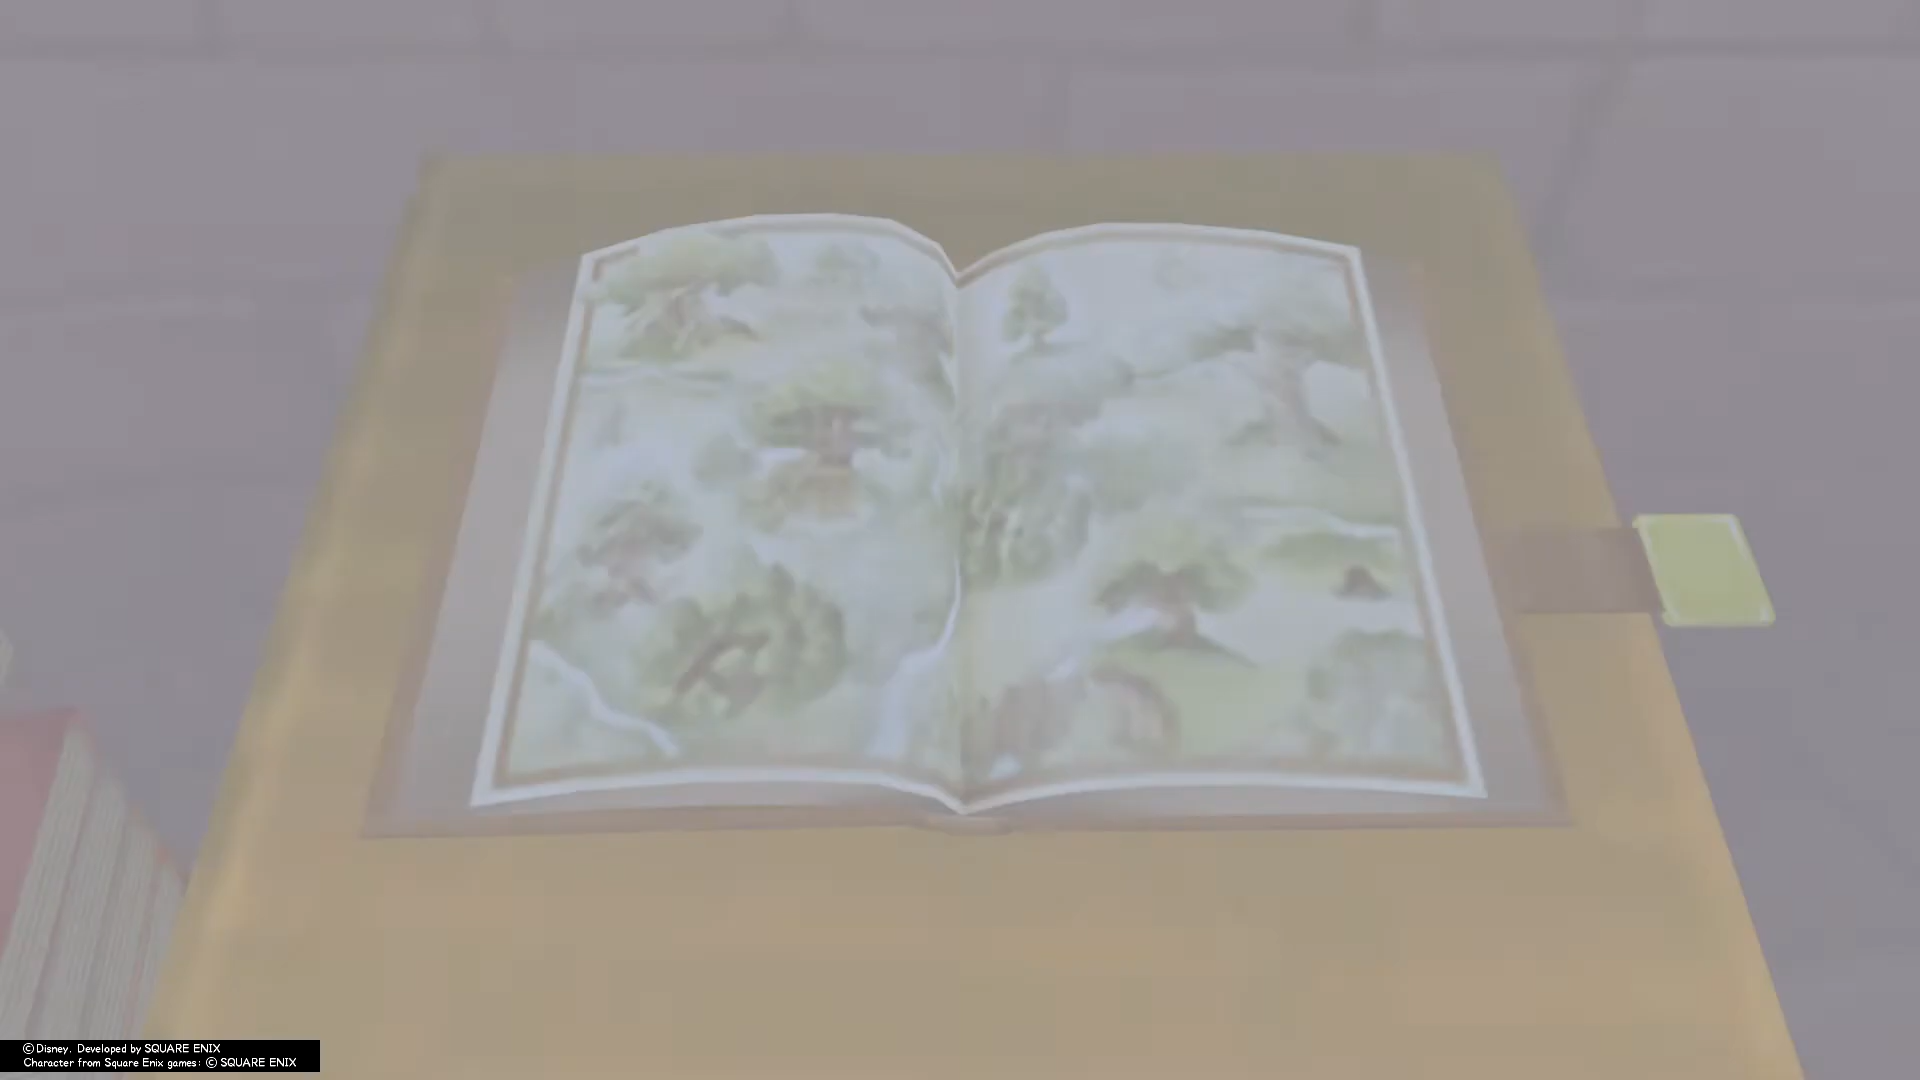 ©Disney. Developed by SQUARE ENIX
Character from Square Enix games: © SQUARE ENIX